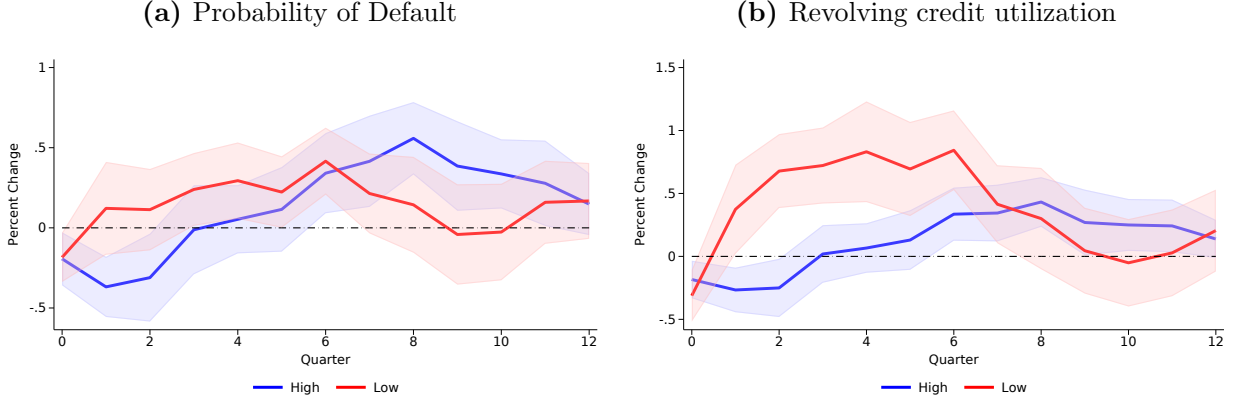 (a) Probability of Default
1
.5
0
-.5
Percent Change
0 2 4 6 8 10 12
Quarter
High Low
(b) Revolving credit utilization
1.5
1
.5
0
-.5
Percent Change
0 2 4 6 8 10 12
Quarter
High Low